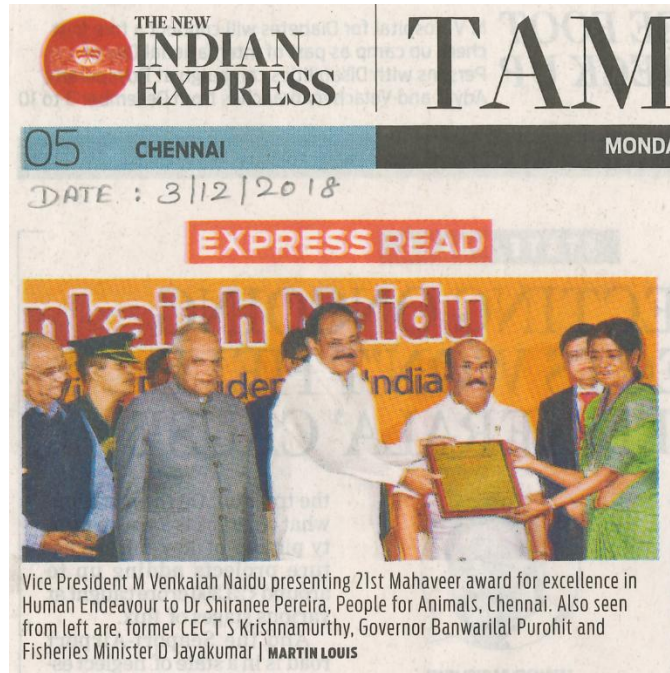 THE NEW
INDIAN
EXPRESS
TAM
05 CHENNAI MONDA
DATE : 3/12/2018
EXPRESS READ
nkaiah Naidu
Vice President India
Vice President M Venkaiah Naidu presenting 21st Mahaveer award for excellence in
Human Endeavour to Dr Shiranee Pereira, People for Animals, Chennai. Also seen
from left are, former CEC T S Krishnamurthy, Governor Banwarilal Purohit and
Fisheries Minister D Jayakumar | MARTIN LOUIS